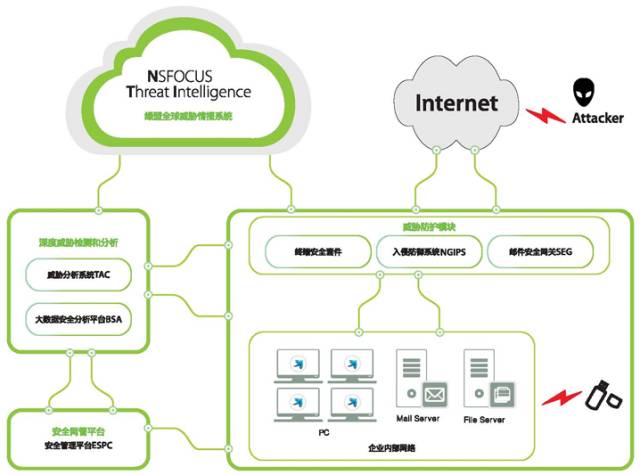 NSFOCUS
Threat Intelligence
绿盟全球威胁情报系统
Internet
Attacker
深度威胁检测和分析
威胁分析系统TAC
大数据安全分析平台BSA
威胁防护模块
终端安全套件
入侵防御系统NGIPS
邮件安全网关SEG
PC
Mail Server
File Server
企业内部网络
安全网管平台
安全管理平台ESPC